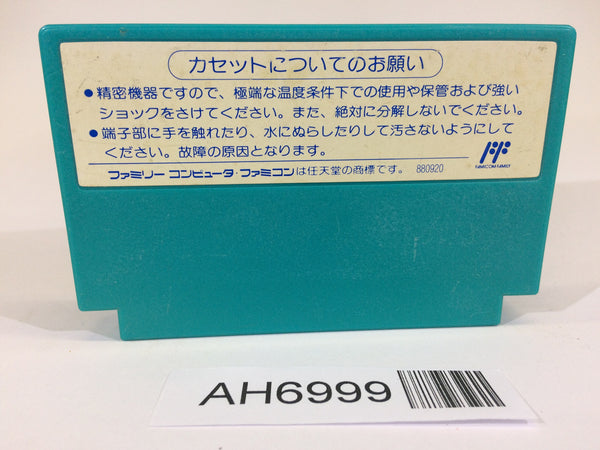 カセットについてのお願い
●精密機器ですので、極端な温度条件下での使用や保管および強い
ショックをさけてください。また、絶対に分解しないでください。
●端子部に手を触れたり、水にぬらしたりして汚さないようにして
ください。故障の原因となります。
FAMICOM FAMILY
ファミリー コンピュータ・ファミコンは任天堂の商標です。 880920
AH6999